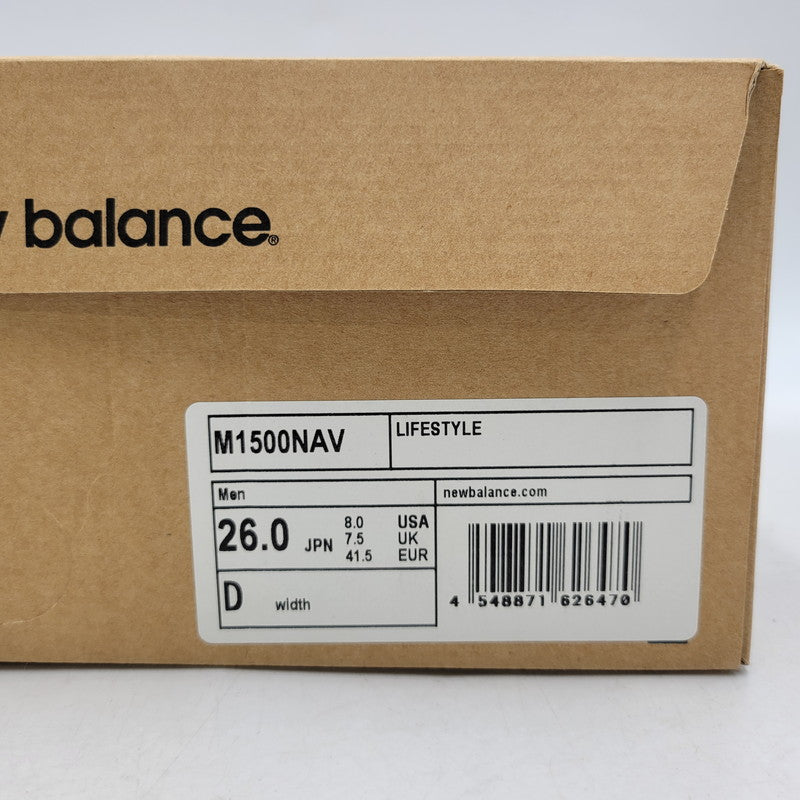 balance®
M1500NAV
LIFESTYLE
Men
newbalance.com
26.0 JPN
8.0 USA
7.5 UK
41.5 EUR
D width
4 548871 626470